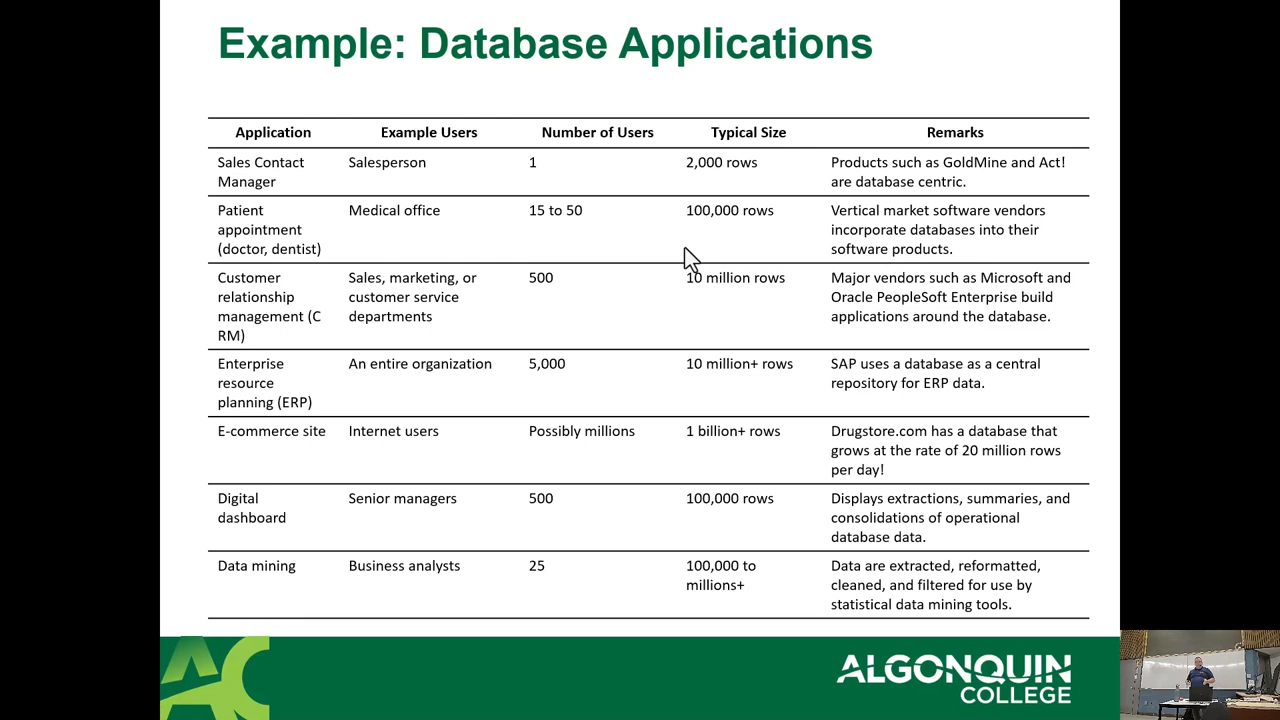 Example: Database Applications
Application Example Users Number of Users Typical Size Remarks
Sales Contact Salesperson 1 2,000 rows Products such as GoldMine and Act!
Manager are database centric.
Patient Medical office 15 to 50 100,000 rows Vertical market software vendors
appointment incorporate databases into their
(doctor, dentist) software products.
Customer Sales, marketing, or 500 10 million rows Major vendors such as Microsoft and
relationship customer service Oracle PeopleSoft Enterprise build
management (C departments applications around the database.
RM)
Enterprise An entire organization 5,000 10 million+ rows SAP uses a database as a central
resource repository for ERP data.
planning (ERP)
E-commerce site Internet users Possibly millions 1 billion+ rows Drugstore.com has a database that
grows at the rate of 20 million rows
per day!
Digital Senior managers 500 100,000 rows Displays extractions, summaries, and
dashboard consolidations of operational
database data.
Data mining Business analysts 25 100,000 to Data are extracted, reformatted,
millions+ cleaned, and filtered for use by
statistical data mining tools.
AC
ALGONQUIN
COLLEGE